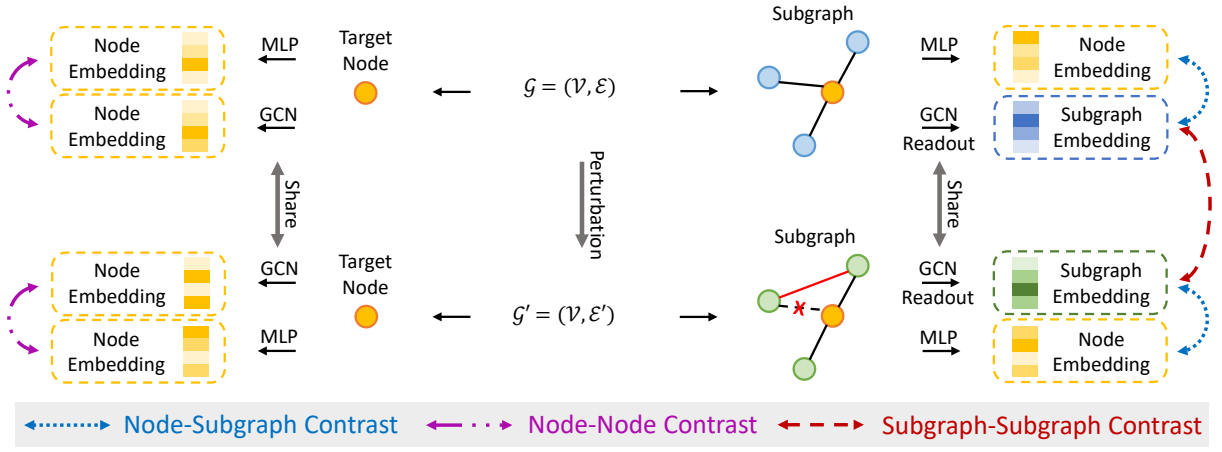 Node
Embedding
MLP
Target
Node
Node
Embedding
GCN
𝒢 = (𝒱, ℰ)
Subgraph
MLP
Node
Embedding
GCN
Readout
Subgraph
Embedding
Share
Perturbation
Share
Node
Embedding
GCN
Target
Node
Node
Embedding
MLP
𝒢′ = (𝒱, ℰ′)
Subgraph
GCN
Readout
Subgraph
Embedding
MLP
Node
Embedding
Node-Subgraph Contrast
Node-Node Contrast
Subgraph-Subgraph Contrast